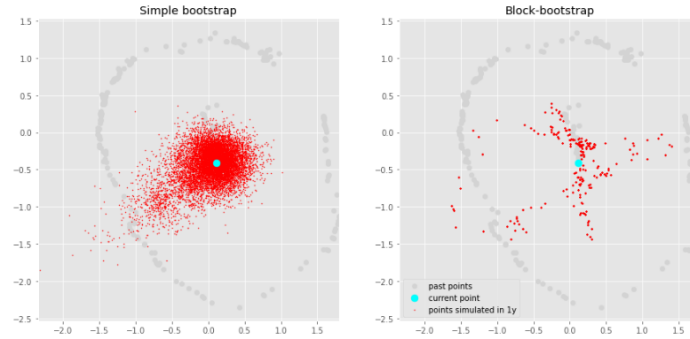 Simple bootstrap
1.5
1.0
0.5
0.0
−0.5
−1.0
−1.5
−2.0
−2.5
−2.0 −1.5 −1.0 −0.5 0.0 0.5 1.0 1.5
Block-bootstrap
1.5
1.0
0.5
0.0
−0.5
−1.0
−1.5
−2.0
−2.5
past points
current point
points simulated in 1y
−2.0 −1.5 −1.0 −0.5 0.0 0.5 1.0 1.5